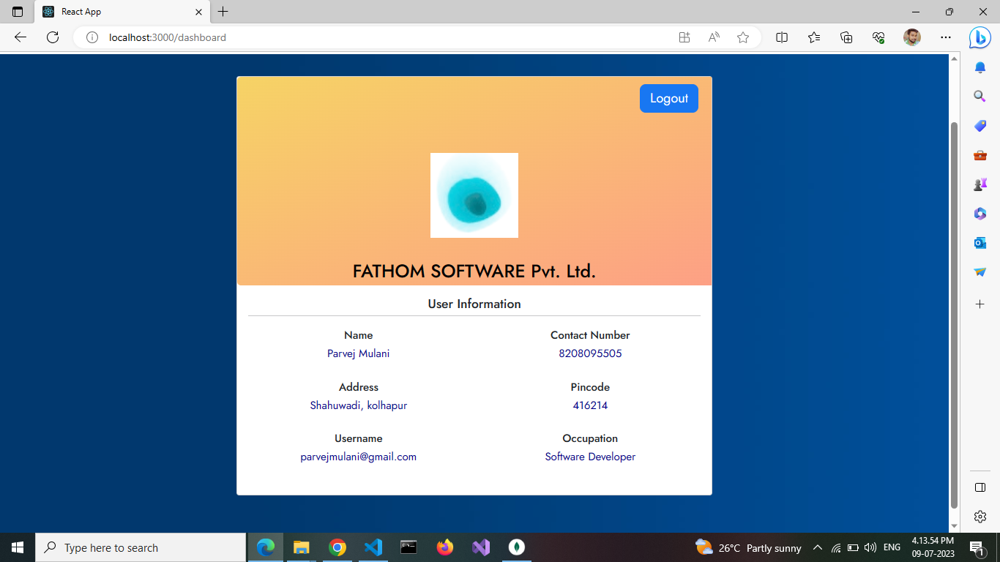 React App
localhost:3000/dashboard
Logout
FATHOM SOFTWARE Pvt. Ltd.
User Information
Name
Contact Number
Parvej Mulani
8208095505
Address
Pincode
Shahuwadi, kolhapur
416214
Username
Occupation
parvejmulani@gmail.com
Software Developer
Type here to search
26°C Partly sunny
ENG
4.13.54 PM
09-07-2023
1